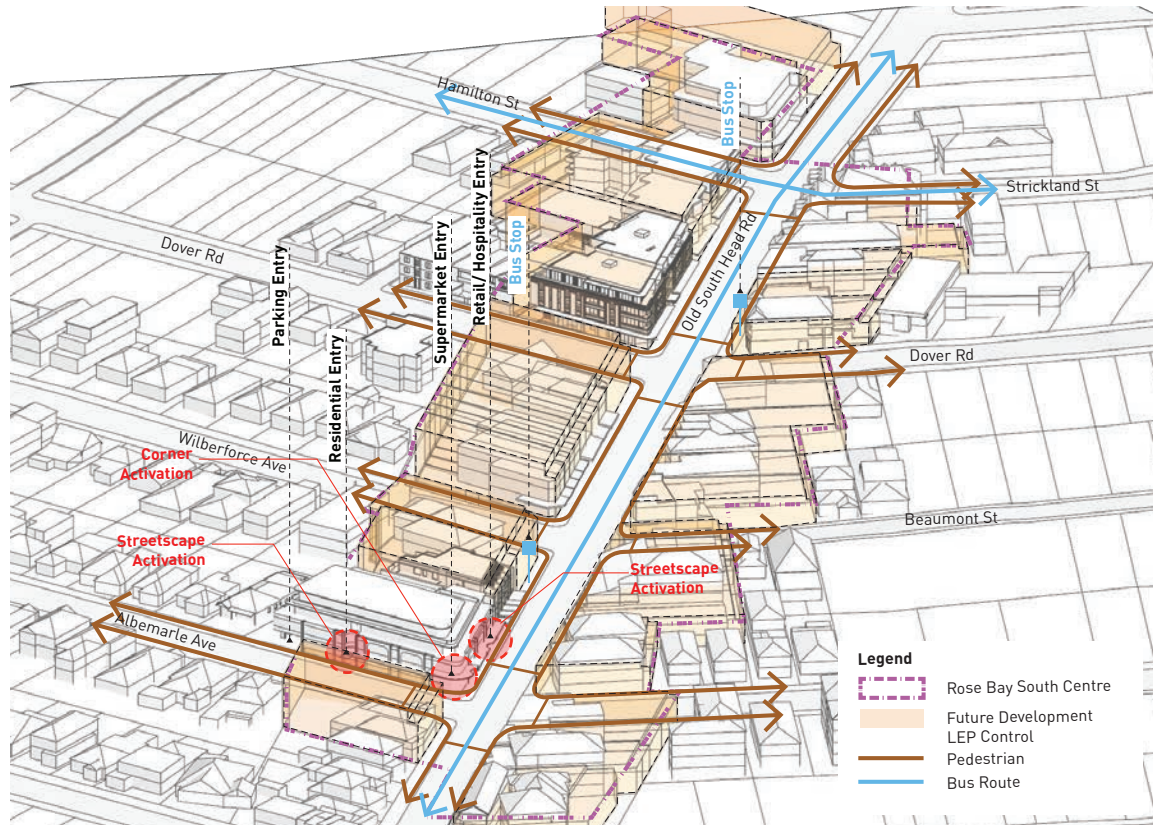 Hamilton St
Bus Stop
Strickland St
Dover Rd
Parking Entry
Residential Entry
Supermarket Entry
Retail/ Hospitality Entry
Bus Stop
Old South Head Rd
Dover Rd
Wilberforce Ave
Corner
Activation
Beaumont St
Streetscape
Activation
Streetscape
Activation
Albemarle Ave
Legend
Rose Bay South Centre
Future Development
LEP Control
Pedestrian
Bus Route